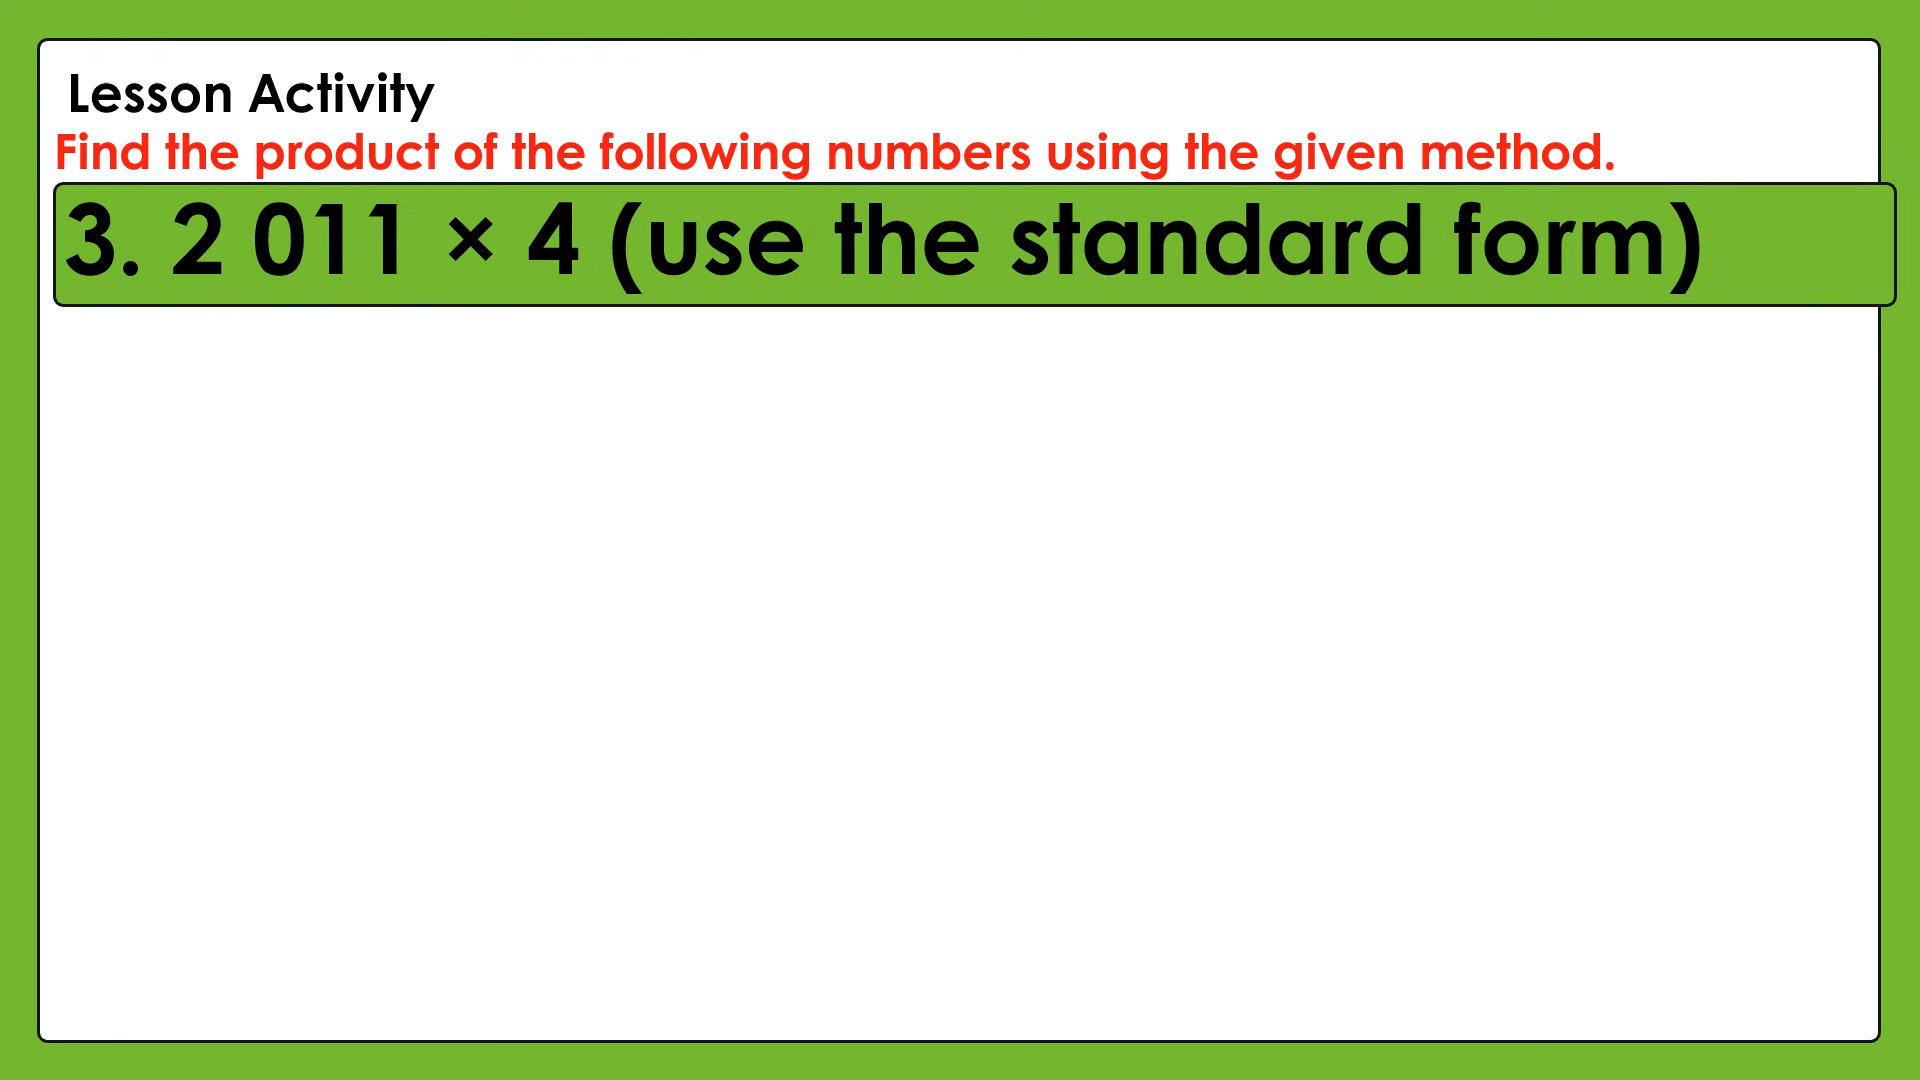 Lesson Activity
Find the product of the following numbers using the given method.
3. 2 011 × 4 (use the standard form)